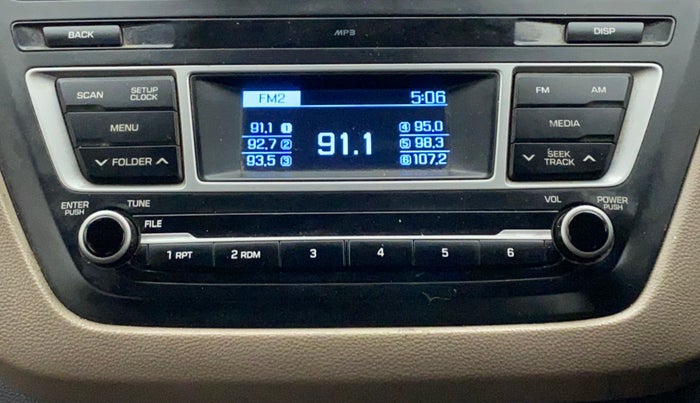 BACK
MP3
DISP
SCAN
SETUP
CLOCK
MENU
FOLDER
FM2
5:06
91.1 1
92.7 2
93.5 3
91.1
4 95.0
5 98.3
6 107.2
FM
AM
MEDIA
SEEK
TRACK
ENTER
PUSH
TUNE
FILE
VOL
POWER
PUSH
1 RPT
2 RDM
3
4
5
6